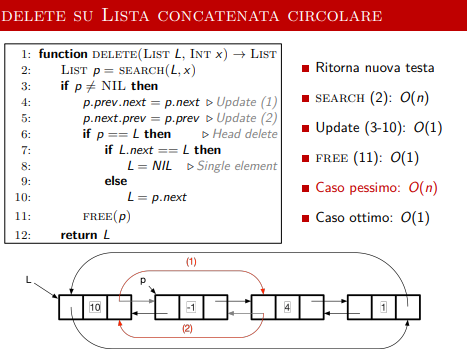 DELETE SU LISTA CONCATENATA CIRCOLARE
1: function DELETE(LIST L, INT x) → LIST
2: LIST p = SEARCH(L, x)
3: if p ≠ NIL then
4: p.prev.next = p.next ▷ Update (1)
5: p.next.prev = p.prev ▷ Update (2)
6: if p == L then ▷ Head delete
7: if L.next == L then
8: L = NIL ▷ Single element
9: else
10: L = p.next
11: FREE(p)
12: return L
Ritorna nuova testa
SEARCH (2): O(n)
Update (3-10): O(1)
FREE (11): O(1)
Caso pessimo: O(n)
Caso ottimo: O(1)
(1)
L p
10 -1 4 1
(2)